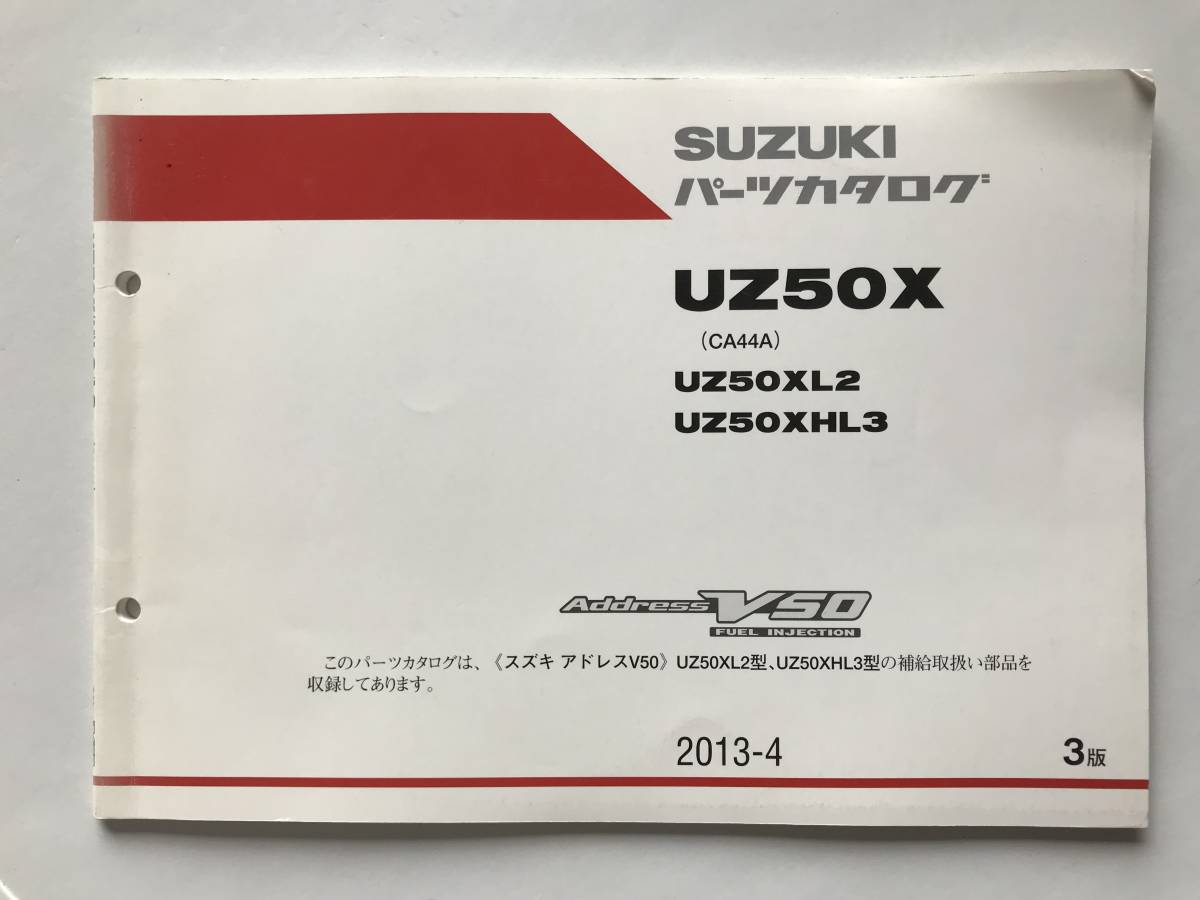 SUZUKI
パーツカタログ
UZ50X
(CA44A)
UZ50XL2
UZ50XHL3
Address V50
FUEL INJECTION
このパーツカタログは、《スズキ アドレスV50》UZ50XL2型、UZ50XHL3型の補給取扱い部品を
収録してあります。
2013-4 3版